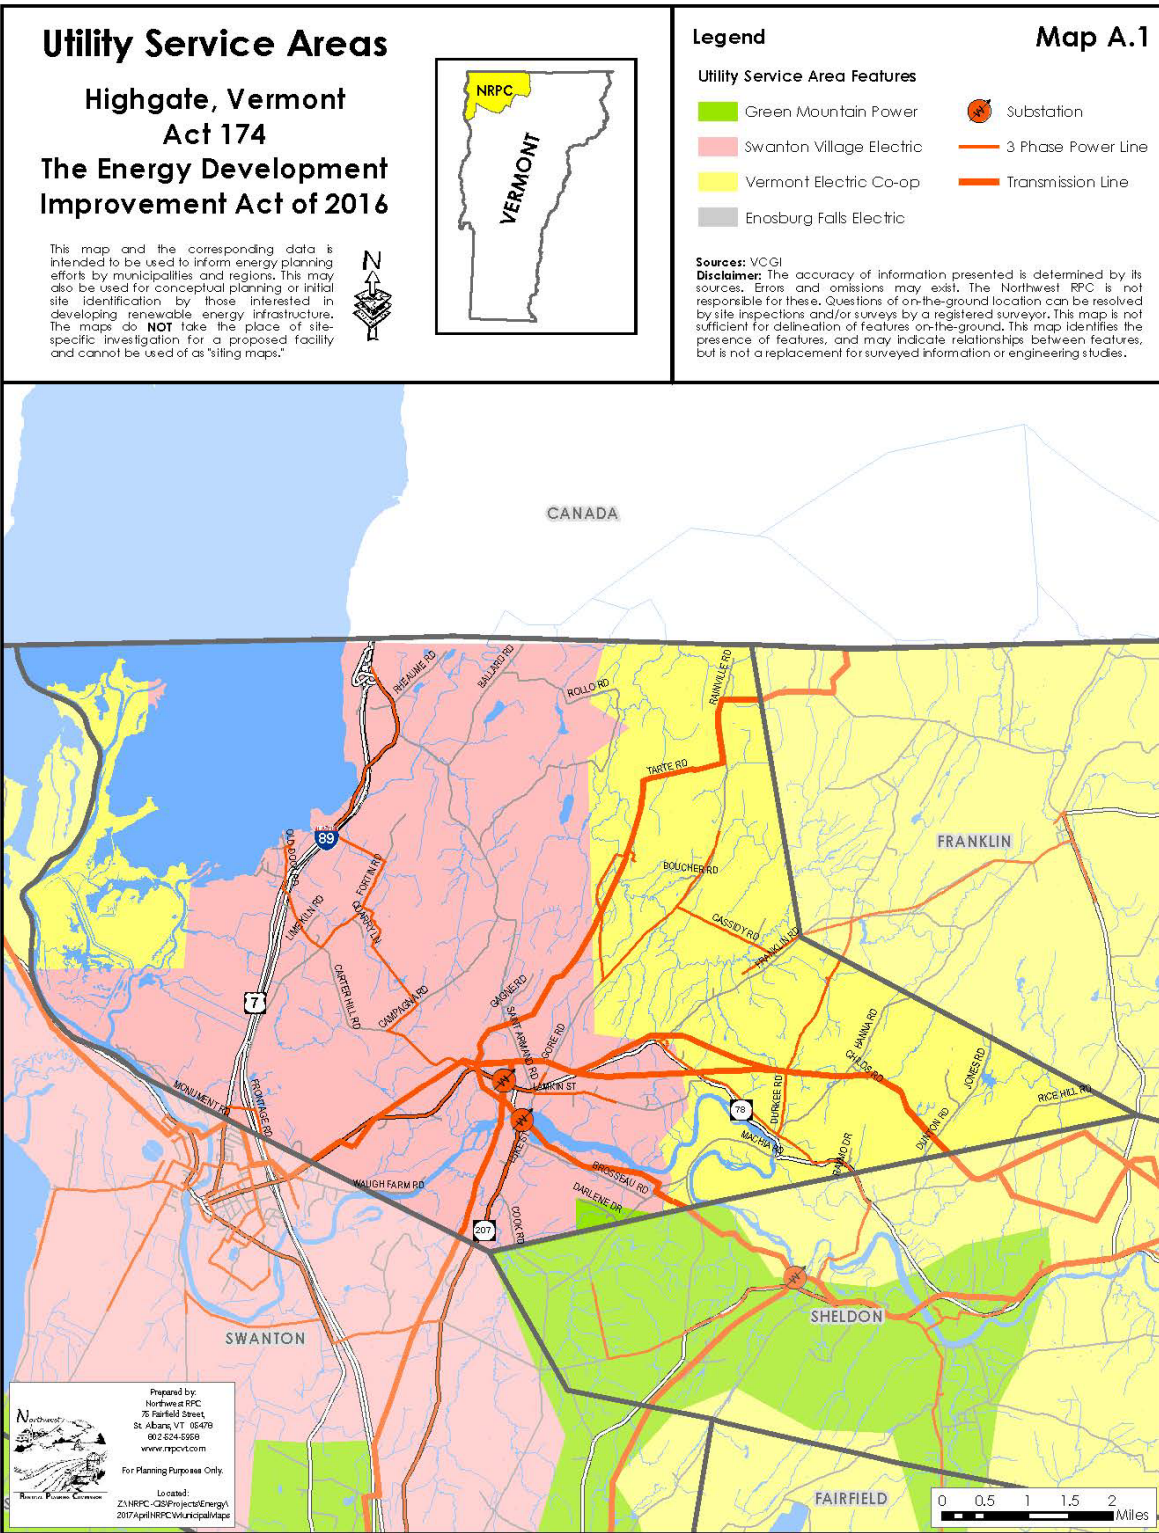 Utility Service Areas
Highgate, Vermont
Act 174
The Energy Development
Improvement Act of 2016
This map and the corresponding data is
intended to be used to inform energy planning
efforts by municipalities and regions. This may
also be used for conceptual planning or initial
site identification by those interested in
developing renewable energy infrastructure.
The maps do NOT take the place of site-
specific investigation for a proposed facility
and cannot be used of as "siting maps."
N
NRPC
VERMONT
Legend
Map A.1
Utility Service Area Features
Green Mountain Power
Swanton Village Electric
Vermont Electric Co-op
Enosburg Falls Electric
Substation
3 Phase Power Line
Transmission Line
Sources: VCGI
Disclaimer: The accuracy of information presented is determined by its
sources. Errors and omissions may exist. The Northwest RPC is not
responsible for these. Questions of on-the-ground location can be resolved
by site inspections and/or surveys by a registered surveyor. This map is not
sufficient for delineation of features on-the-ground. This map identifies the
presence of features, and may indicate relationships between features,
but is not a replacement for surveyed information or engineering studies.
CANADA
RHEAUME RD
BALLARD RD
ROLLO RD
RAINVILLE RD
TARTE RD
89
FRANKLIN
BOUCHER RD
FORTIN RD
LIME KILN RD
QUARRY LN
CASSIDY RD
FRANKLIN RD
CARTER HILL RD
CAMPAGNA RD
GAGNE RD
7
SAINT ARMAND RD
GORE RD
HANNA RD
CHILDS RD
JONES RD
LAMKIN ST
MONUMENT RD
FRONTAGE RD
DURKEE RD
RICE HILL RD
78
DUNTON RD
MACHIA RD
RAYMO DR
BROSSEAU RD
WAUGH FARM RD
DARLENE DR
COOK RD
207
SWANTON
SHELDON
FAIRFIELD
Northwest
REGIONAL PLANNING COMMISSION
Prepared by:
Northwest RPC
75 Fairfield Street,
St. Albans, VT 05478
802-524-5958
www.nrpcvt.com
For Planning Purposes Only.
Located:
Z:\NRPC-GIS\Projects\Energy\
2017April\NRPC\MunicipalMaps
0 0.5 1 1.5 2
Miles